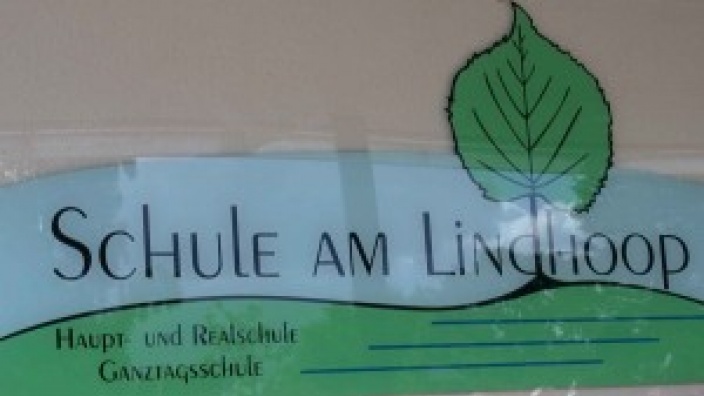 Schule am Lindhoop
Haupt- und Realschule
Ganztagsschule